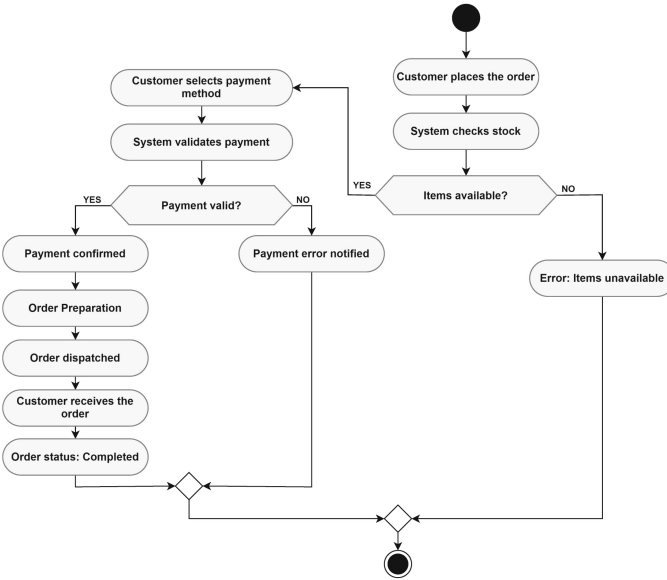 Customer places the order
System checks stock
Items available?
YES
NO
Customer selects payment
method
System validates payment
Payment valid?
YES
NO
Payment confirmed
Payment error notified
Error: Items unavailable
Order Preparation
Order dispatched
Customer receives the
order
Order status: Completed